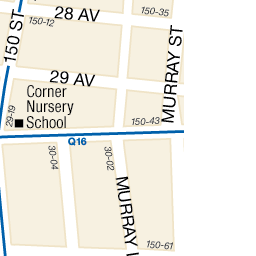 28 AV
150-35
150-12
150 ST
MURRAY ST
29 AV
Corner
Nursery
School
29-19
150-43
Q16
30-04
30-02
MURRAY
150-61